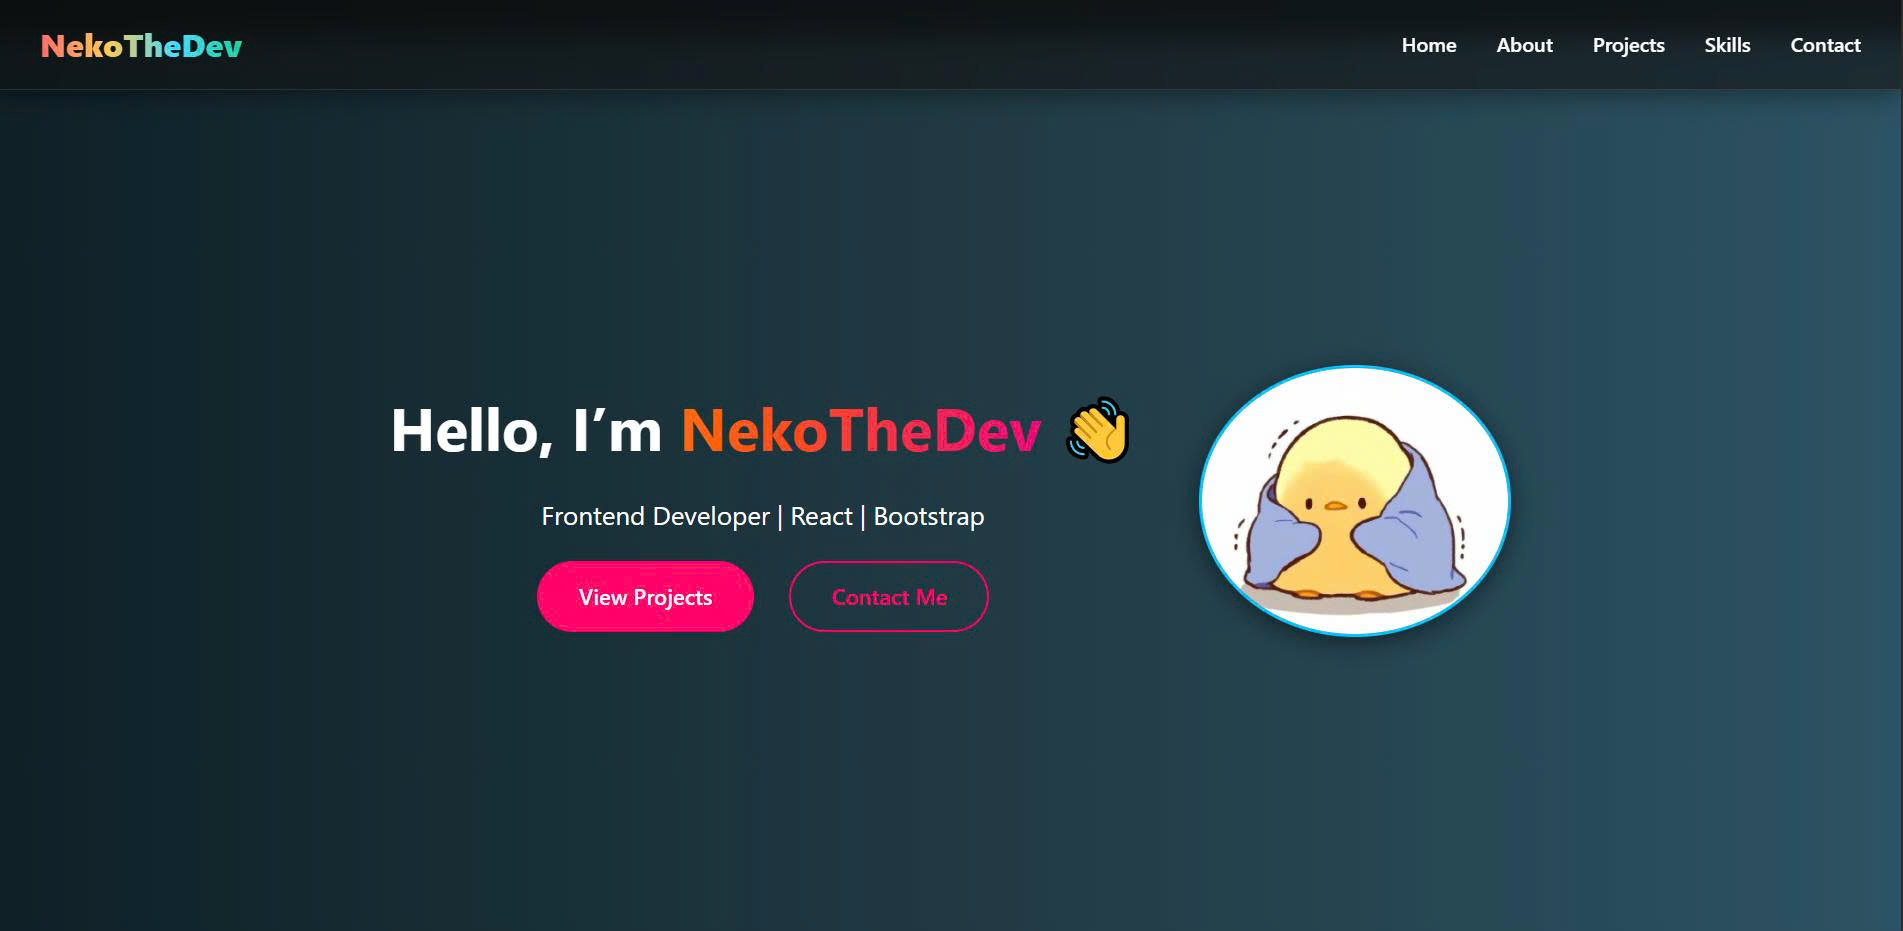 NekoTheDev
Home About Projects Skills Contact
Hello, I’m NekoTheDev 👋
Frontend Developer | React | Bootstrap
View Projects Contact Me